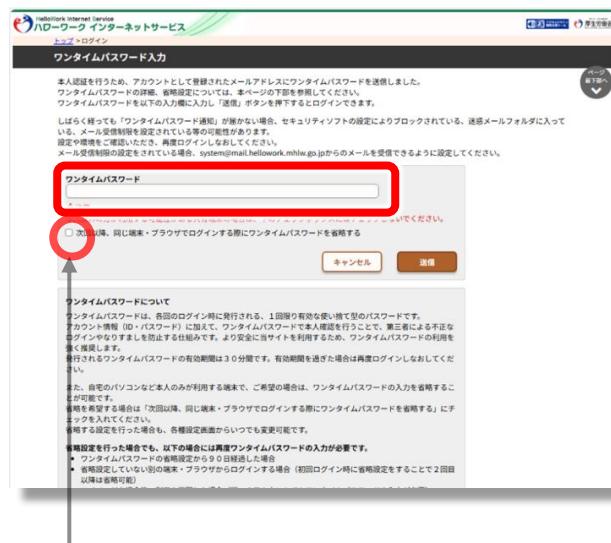 HelloWork Internet Service
ハローワーク インターネットサービス
厚生労働省
トップ > ログイン
ワンタイムパスワード入力
ページ
最下部へ
本人認証を行うため、アカウントとして登録されたメールアドレスにワンタイムパスワードを送信しました。
ワンタイムパスワードの詳細、省略設定については、本ページの下部を参照してください。
ワンタイムパスワードを以下の入力欄に入力し「送信」ボタンを押下するとログインできます。
しばらく経っても「ワンタイムパスワード通知」が届かない場合、セキュリティソフトの設定によりブロックされている、迷惑メールフォルダに入って
いる、メール受信制限を設定されている等の可能性があります。
設定や環境をご確認いただき、再度ログインしなおしてください。
メール受信制限の設定をされている場合、system@mail.hellowork.mhlw.go.jpからのメールを受信できるように設定してください。
ワンタイムパスワード
ないでください。
次回以降、同じ端末・ブラウザでログインする際にワンタイムパスワードを省略する
キャンセル
送信
ワンタイムパスワードについて
ワンタイムパスワードは、各回のログイン時に発行される、１回限り有効な使い捨て型のパスワードです。
アカウント情報（ID・パスワード）に加えて、ワンタイムパスワードで本人確認を行うことで、第三者による不正な
ログインやなりすましを防止する仕組みです。より安全に当サイトを利用するため、ワンタイムパスワードの利用を
強く推奨します。
発行されるワンタイムパスワードの有効期間は３０分間です。有効期間を過ぎた場合は再度ログインしなおしてくだ
さい。
また、自宅のパソコンなど本人のみが利用する端末で、ご希望の場合は、ワンタイムパスワードの入力を省略するこ
とが可能です。
省略を希望する場合は「次回以降、同じ端末・ブラウザでログインする際にワンタイムパスワードを省略する」にチ
ェックを入れてください。
省略する設定を行った場合も、各種設定画面からいつでも変更可能です。
省略設定を行った場合でも、以下の場合には再度ワンタイムパスワードの入力が必要です。
ワンタイムパスワードの省略設定から９０日経過した場合
省略設定していない別の端末・ブラウザからログインする場合（初回ログイン時に省略設定をすることで２回目
以降は省略可能）